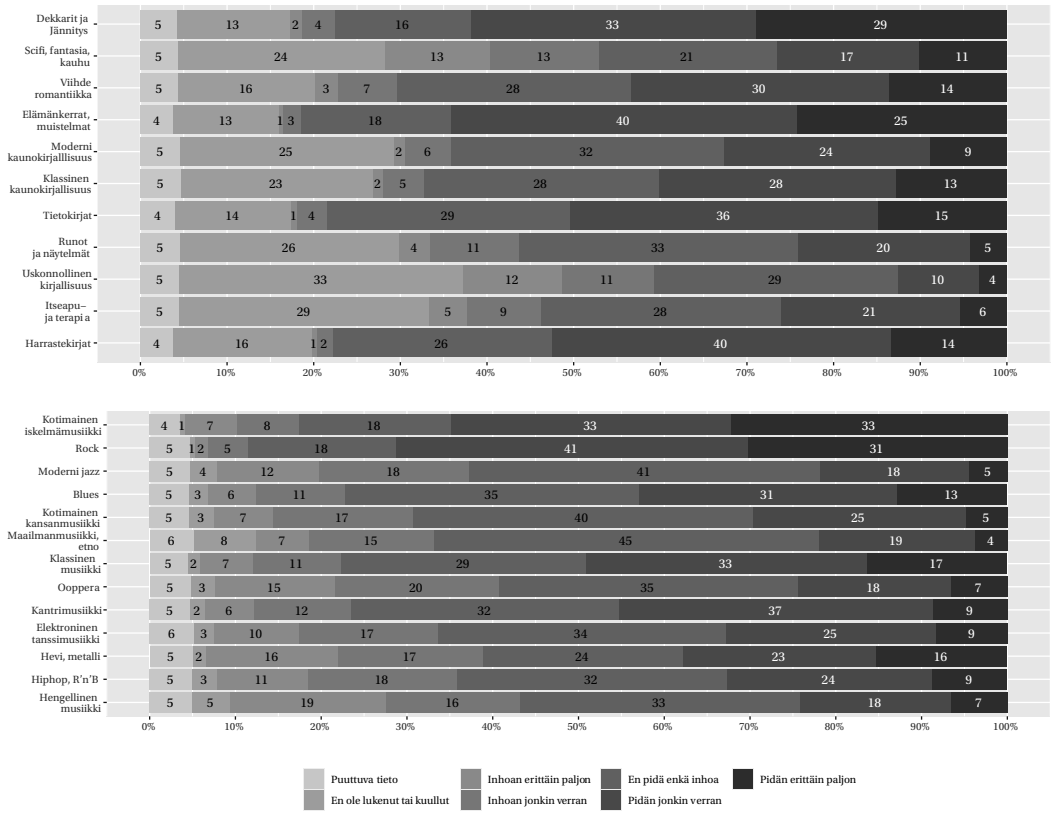 Dekkarit ja
Jännitys
5 13 2 4 16 33 29
Scifi, fantasia,
kauhu
5 24 13 13 21 17 11
Viihde
romantiikka
5 16 3 7 28 30 14
Elämänkerrat,
muistelmat
4 13 1 3 18 40 25
Moderni
kaunokirjalllisuus
5 25 2 6 32 24 9
Klassinen
kaunokirjallisuus
5 23 2 5 28 28 13
Tietokirjat
4 14 1 4 29 36 15
Runot
ja näytelmät
5 26 4 11 33 20 5
Uskonnollinen
kirjallisuus
5 33 12 11 29 10 4
Itseapu–
ja terapia
5 29 5 9 28 21 6
Harrastekirjat
4 16 1 2 26 40 14
0% 10% 20% 30% 40% 50% 60% 70% 80% 90% 100%
Kotimainen
iskelmämusiikki
4 1 7 8 18 33 33
Rock
5 1 2 5 18 41 31
Moderni jazz
5 4 12 18 41 18 5
Blues
5 3 6 11 35 31 13
Kotimainen
kansanmusiikki
5 3 7 17 40 25 5
Maailmanmusiikki,
etno
6 8 7 15 45 19 4
Klassinen
musiikki
5 2 7 11 29 33 17
Ooppera
5 3 15 20 35 18 7
Kantrimusiikki
5 2 6 12 32 37 9
Elektroninen
tanssimusiikki
6 3 10 17 34 25 9
Hevi, metalli
5 2 16 17 24 23 16
Hiphop, R'n'B
5 3 11 18 32 24 9
Hengellinen
musiikki
5 5 19 16 33 18 7
0% 10% 20% 30% 40% 50% 60% 70% 80% 90% 100%
Puuttuva tieto
Inhoan erittäin paljon
En pidä enkä inhoa
Pidän erittäin paljon
En ole lukenut tai kuullut
Inhoan jonkin verran
Pidän jonkin verran